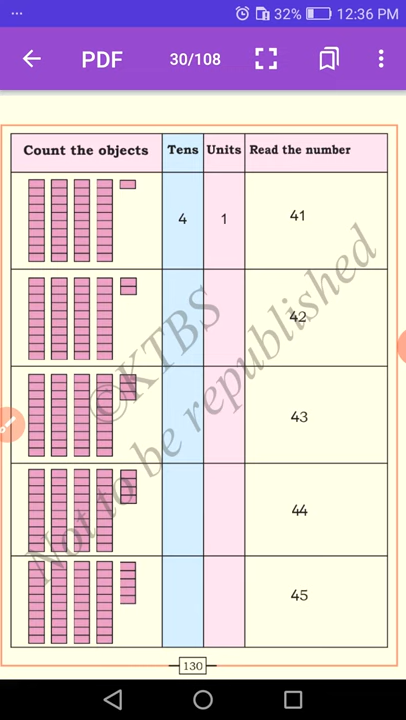 ... 32% 12:36 PM
PDF 30/108
Count the objects Tens Units Read the number
4 1 41
42
43
44
45
©KTBS
Not to be republished
130